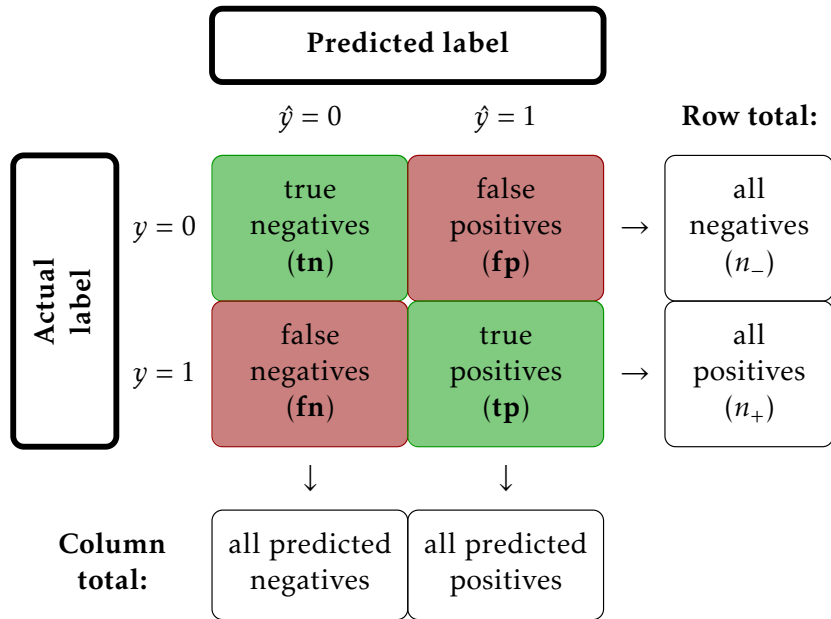 Predicted label
ŷ = 0
ŷ = 1
Row total:
Actual
label
y = 0
true
negatives
(tn)
false
positives
(fp)
→
all
negatives
(n₋)
y = 1
false
negatives
(fn)
true
positives
(tp)
→
all
positives
(n₊)
↓
↓
Column
total:
all predicted
negatives
all predicted
positives